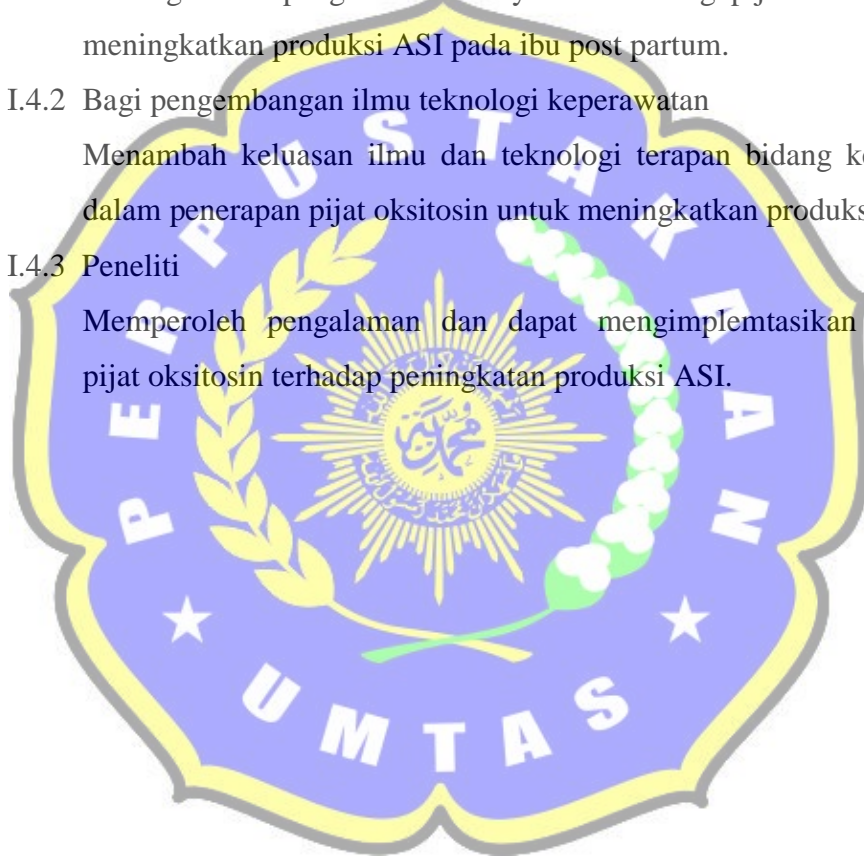 meningkatkan produksi ASI pada ibu post partum.
I.4.2 Bagi pengembangan ilmu teknologi keperawatan
Menambah keluasan ilmu dan teknologi terapan bidang
dalam penerapan pijat oksitosin untuk meningkatkan
I.4.3 Peneliti
Memperoleh pengalaman dan dapat mengimplemtasikan
pijat oksitosin terhadap peningkatan produksi ASI.
PERPUSTAKAAN
UMTAS